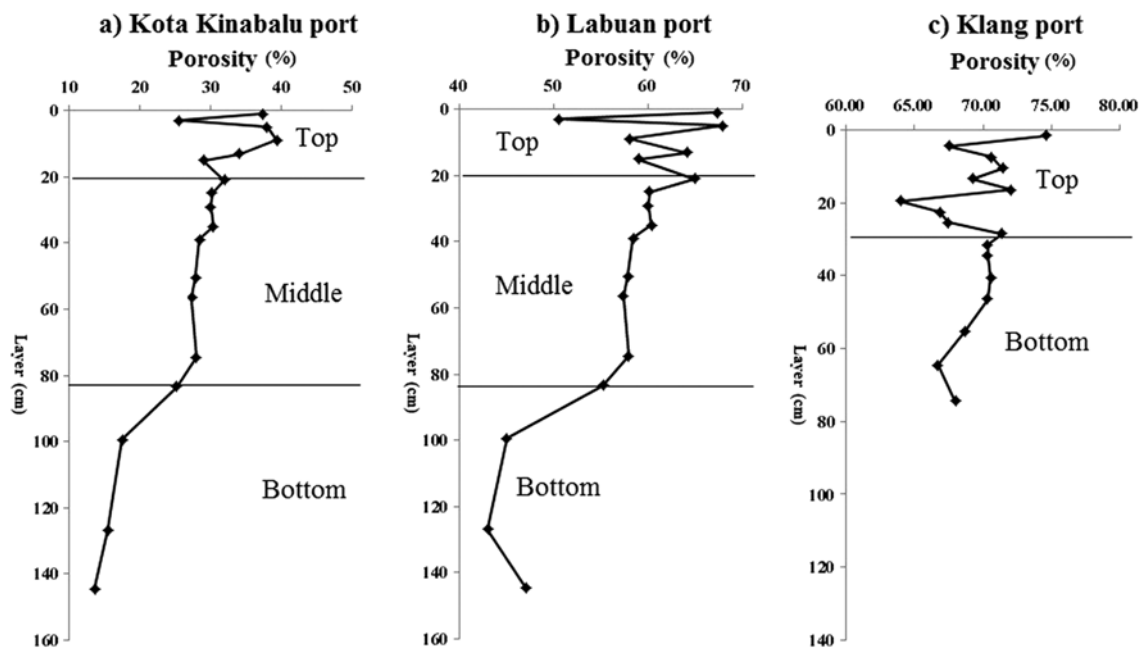 a) Kota Kinabalu port
Porosity (%)
10 20 30 40 50
0
20
40
60
80
100
120
140
160
Layer (cm)
Top
Middle
Bottom
b) Labuan port
Porosity (%)
40 50 60 70
0
20
40
60
80
100
120
140
160
Layer (cm)
Top
Middle
Bottom
c) Klang port
Porosity (%)
60.00 65.00 70.00 75.00 80.00
0
20
40
60
80
100
120
140
Layer (cm)
Top
Bottom